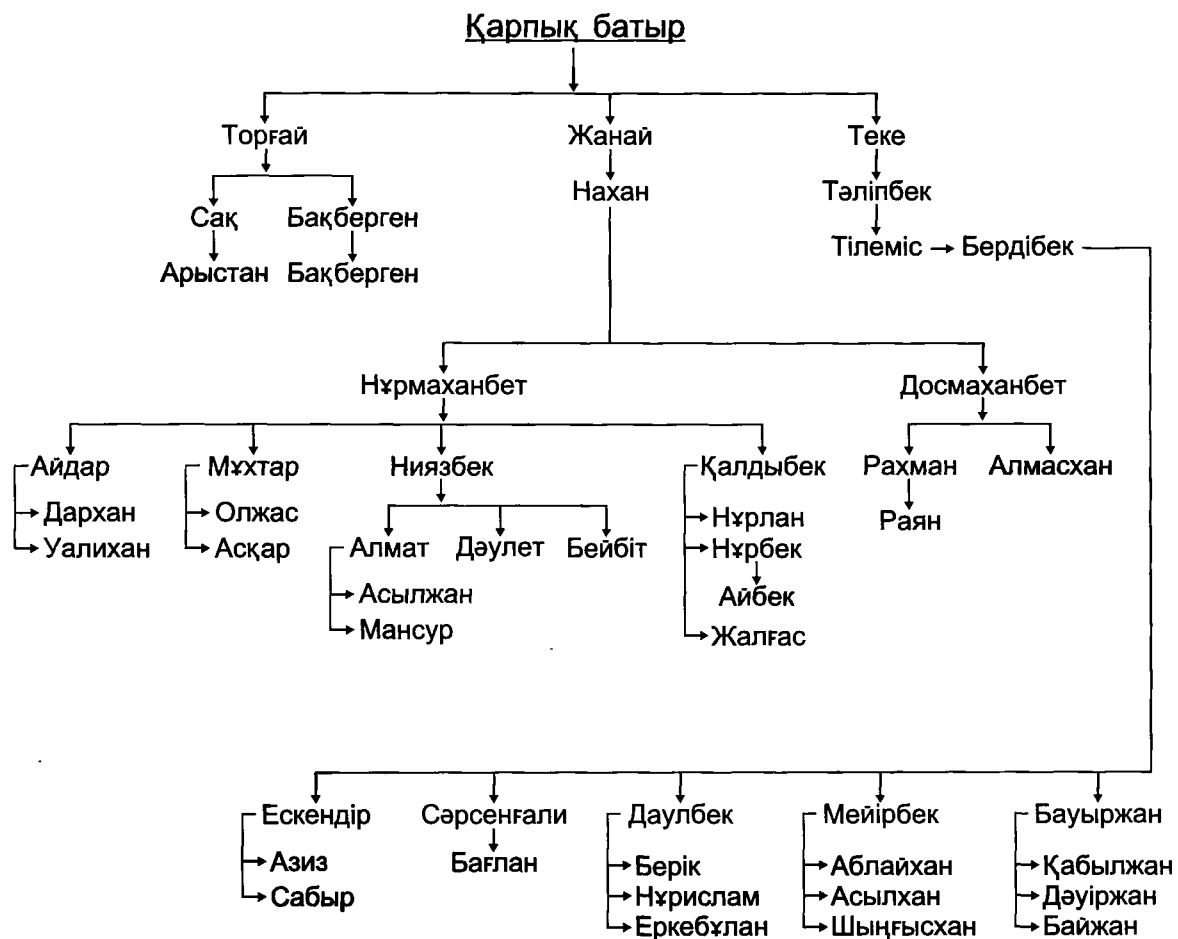 Қарпық батыр
Торғай Жанай Теке
Нахан Тәліпбек
Сақ Бақберген
Тілеміс Бердібек
Арыстан Бақберген
Нұрмаханбет Досмаханбет
Айдар Мұхтар Ниязбек Қалдыбек Рахман Алмасхан
Дархан Олжас Нұрлан Раян
Уалихан Асқар Алмат Дәулет Бейбіт Нұрбек
Асылжан Айбек
Мансур Жалғас
Ескендір Сәрсенғали Даулбек Мейірбек Бауыржан
Азиз Бағлан Берік Аблайхан Қабылжан
Сабыр Нұрислам Асылхан Дәуіржан
Еркебұлан Шыңғысхан Байжан